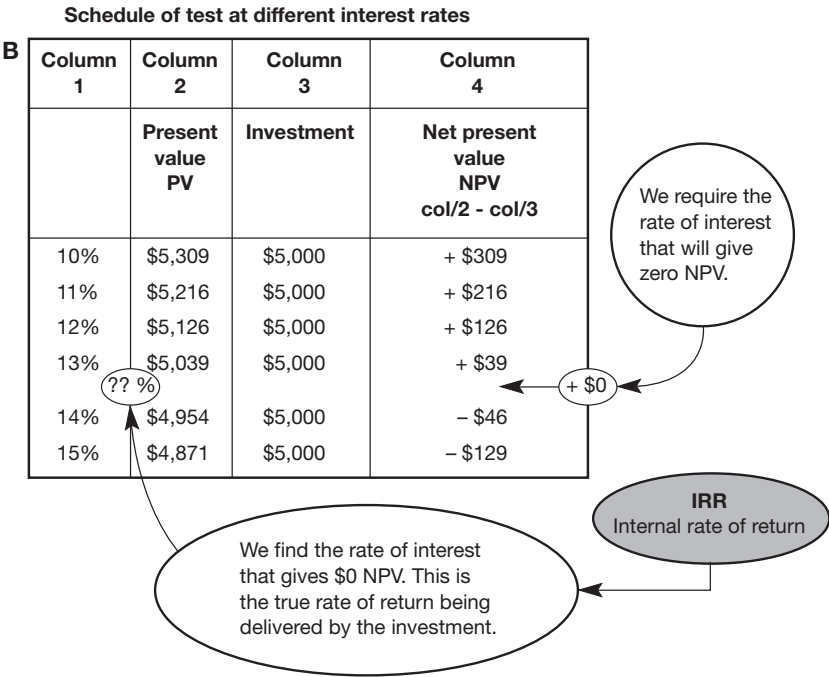 Schedule of test at different interest rates
B
Column 1 Column 2 Column 3 Column 4
Present value PV Investment Net present value NPV col/2 - col/3
10% $5,309 $5,000 + $309
11% $5,216 $5,000 + $216
12% $5,126 $5,000 + $126
13% $5,039 $5,000 + $39
?? % + $0
14% $4,954 $5,000 – $46
15% $4,871 $5,000 – $129
We require the
rate of interest
that will give
zero NPV.
IRR
Internal rate of return
We find the rate of interest
that gives $0 NPV. This is
the true rate of return being
delivered by the investment.